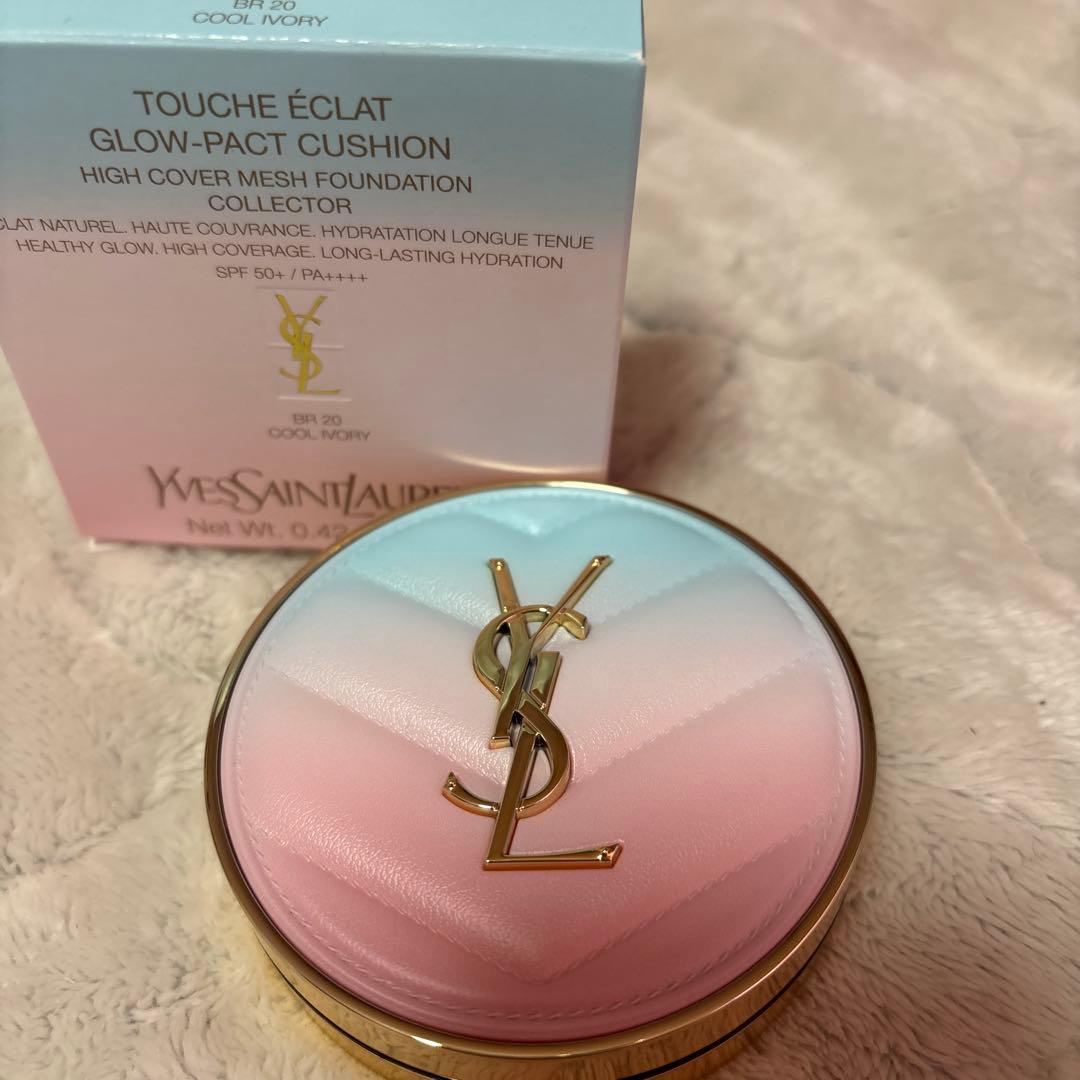 BR 20
COOL IVORY
TOUCHE ÉCLAT
GLOW-PACT CUSHION
HIGH COVER MESH FOUNDATION
COLLECTOR
CLAT NATUREL. HAUTE COUVRANCE. HYDRATATION LONGUE TENUE
HEALTHY GLOW. HIGH COVERAGE. LONG-LASTING HYDRATION
SPF 50+ / PA++++
YSL
BR 20
COOL IVORY
YVESSAINTLAURE
Net Wt. 0.42
YSL